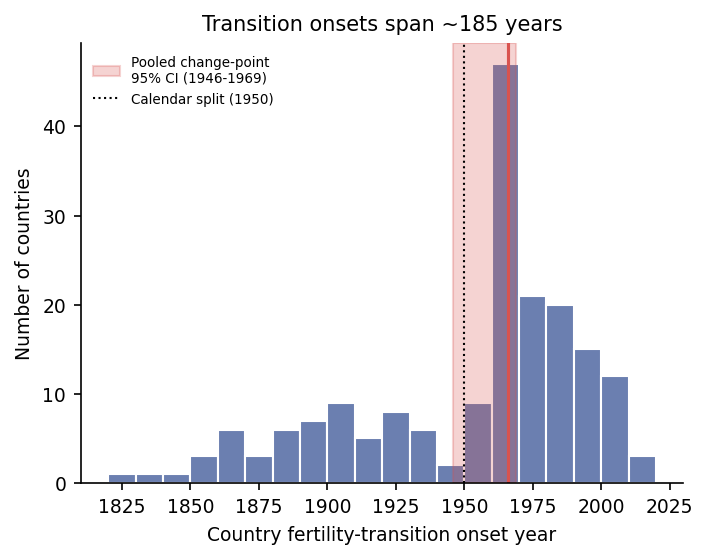 Transition onsets span ~185 years
Pooled change-point
95% CI (1946-1969)
Calendar split (1950)
Number of countries
40
30
20
10
0
1825 1850 1875 1900 1925 1950 1975 2000 2025
Country fertility-transition onset year